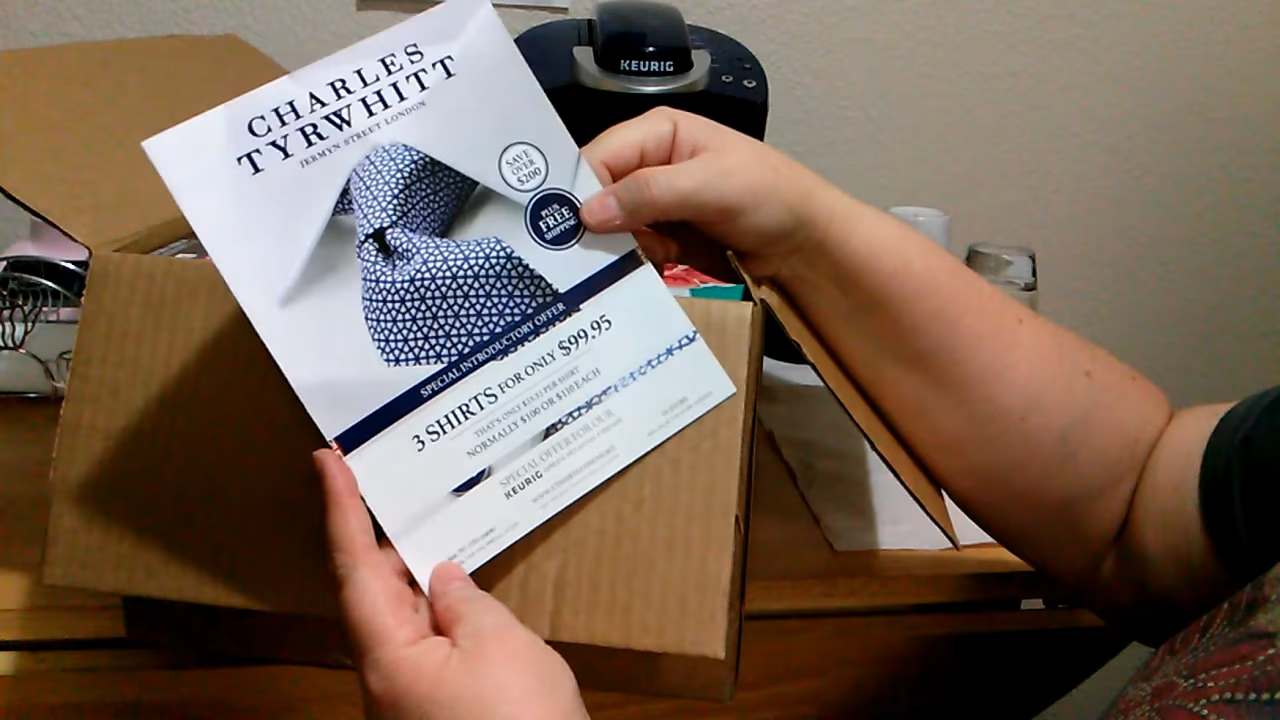 KEURIG
CHARLES
TYRWHITT
JERMYN STREET LONDON
SAVE
OVER
$200
PLUS
FREE
SHIPPING
SPECIAL INTRODUCTORY OFFER
3 SHIRTS FOR ONLY $99.95
THAT'S ONLY $33.32 PER SHIRT
NORMALLY $100 OR $110 EACH
SPECIAL OFFER FOR OUR
KEURIG